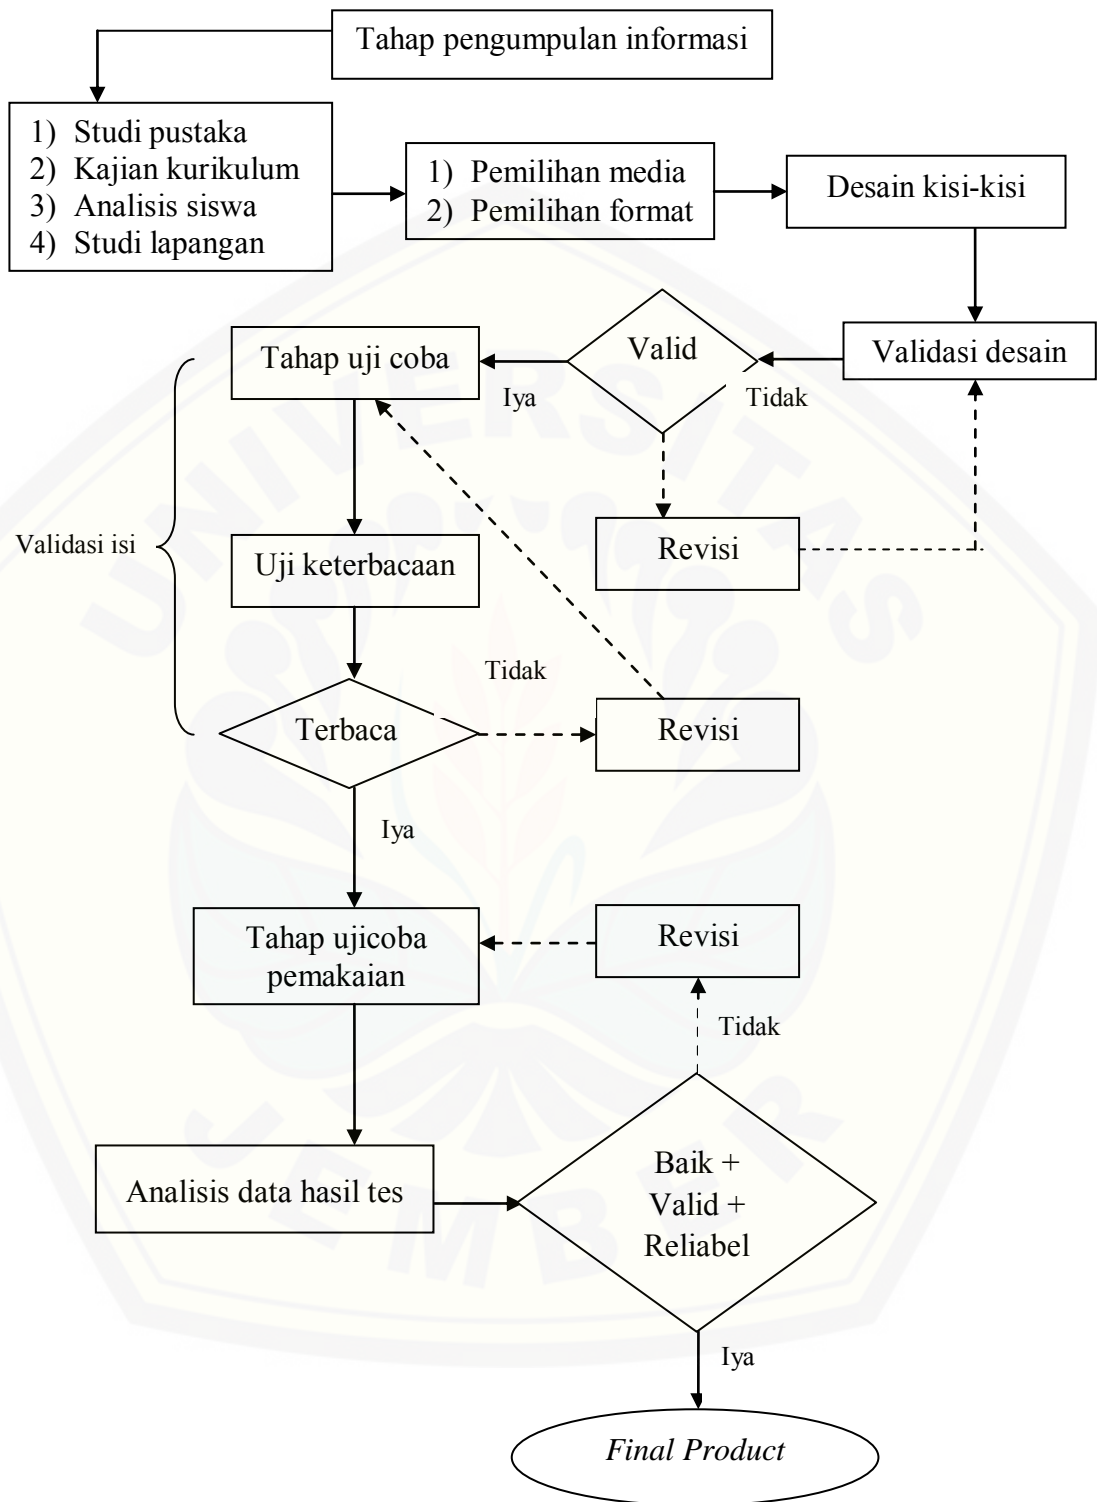 Tahap pengumpulan informasi
1) Studi pustaka
2) Kajian kurikulum
3) Analisis siswa
4) Studi lapangan
1) Pemilihan media
2) Pemilihan format
Desain kisi-kisi
Validasi desain
Valid
Tidak
Iya
Tahap uji coba
Revisi
Validasi isi
Uji keterbacaan
Tidak
Terbaca
Revisi
Iya
Tahap ujicoba
pemakaian
Revisi
Tidak
Analisis data hasil tes
Baik +
Valid +
Reliabel
Iya
Final Product
UNIVERSITAS
JEMBER